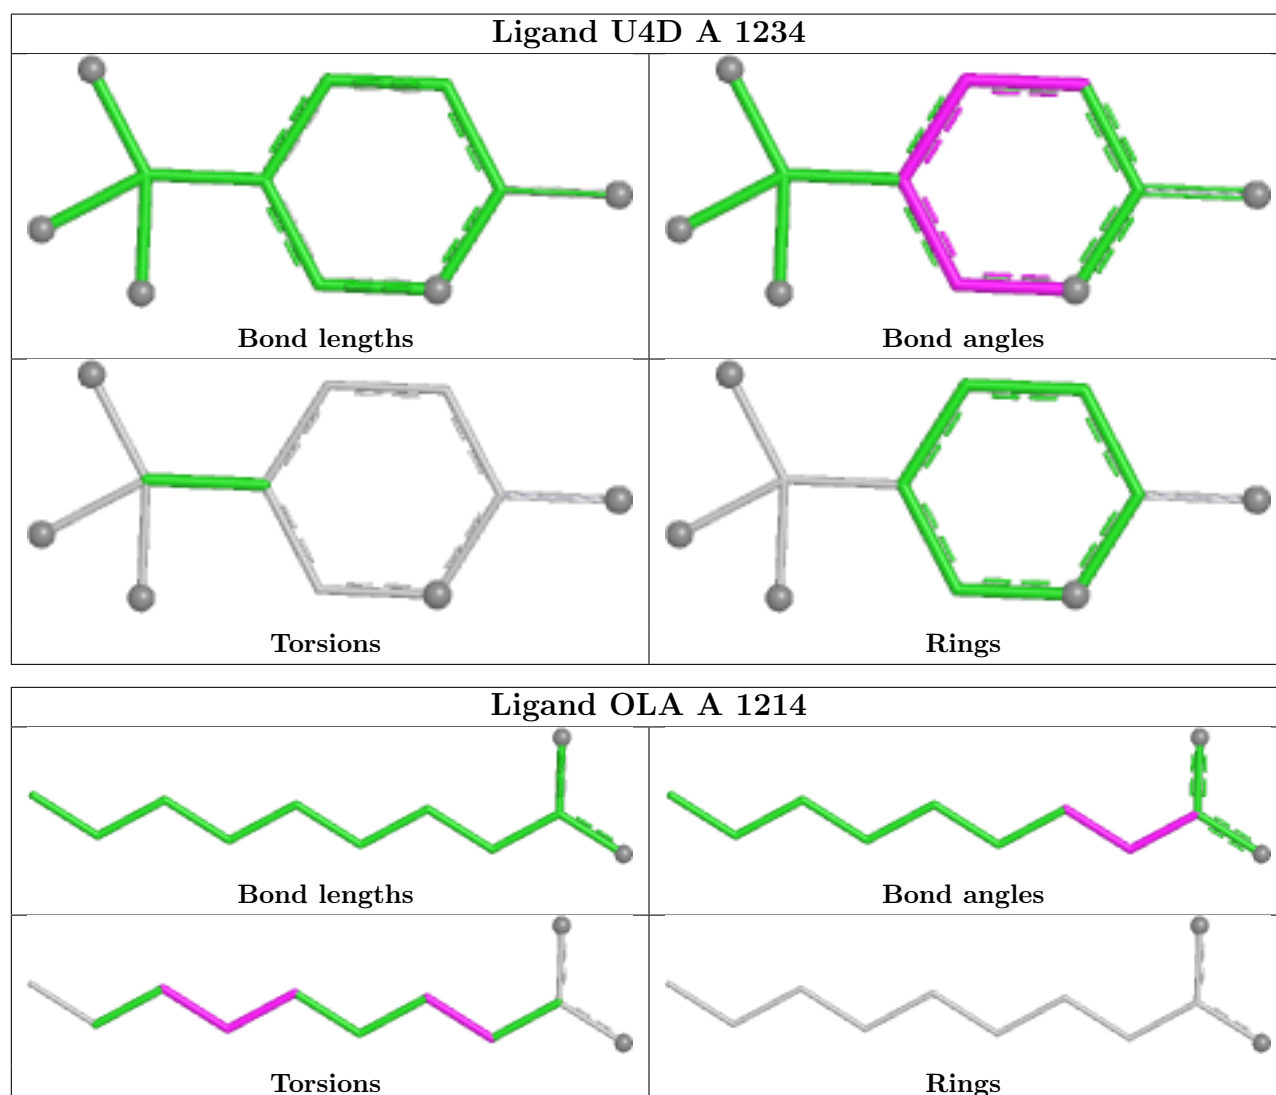 Ligand U4D A 1234
Bond lengths
Bond angles
Torsions
Rings
Ligand OLA A 1214
Bond lengths
Bond angles
Torsions
Rings